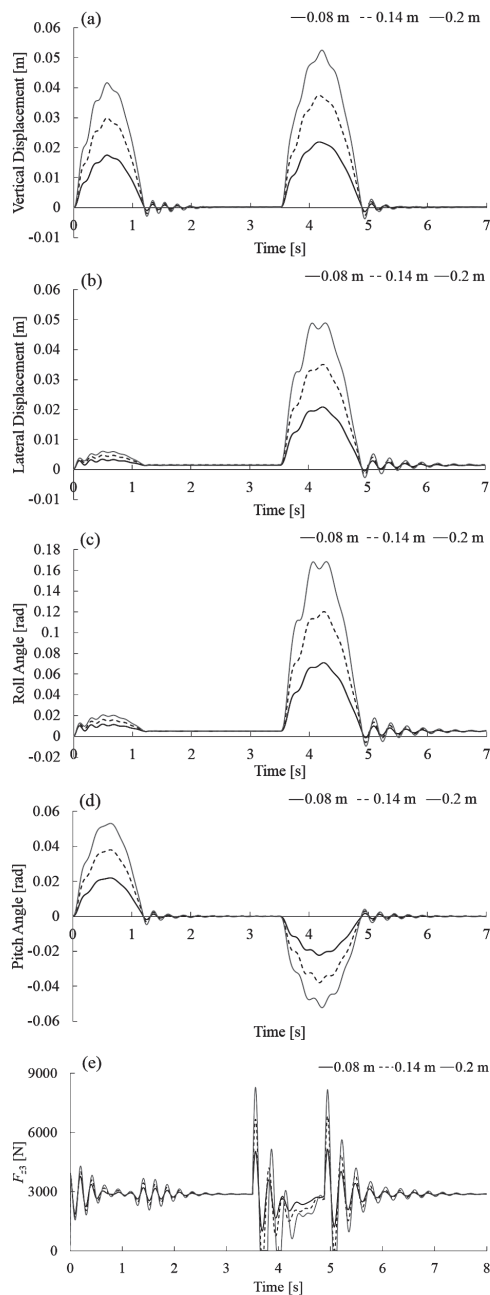 (a)
0.08 m 0.14 m 0.2 m
0.06
0.05
0.04
0.03
0.02
0.01
0
-0.01
Vertical Displacement [m]
0 1 2 3 4 5 6 7
Time [s]
(b)
0.08 m 0.14 m 0.2 m
0.06
0.05
0.04
0.03
0.02
0.01
0
-0.01
Lateral Displacement [m]
0 1 2 3 4 5 6 7
Time [s]
(c)
0.08 m 0.14 m 0.2 m
0.18
0.16
0.14
0.12
0.1
0.08
0.06
0.04
0.02
0
-0.02
Roll Angle [rad]
0 1 2 3 4 5 6 7
Time [s]
(d)
0.08 m 0.14 m 0.2 m
0.06
0.04
0.02
0
-0.02
-0.04
-0.06
Pitch Angle [rad]
0 1 2 3 4 5 6 7
Time [s]
(e)
0.08 m 0.14 m 0.2 m
9000
6000
3000
0
Fz3 [N]
0 1 2 3 4 5 6 7 8
Time [s]